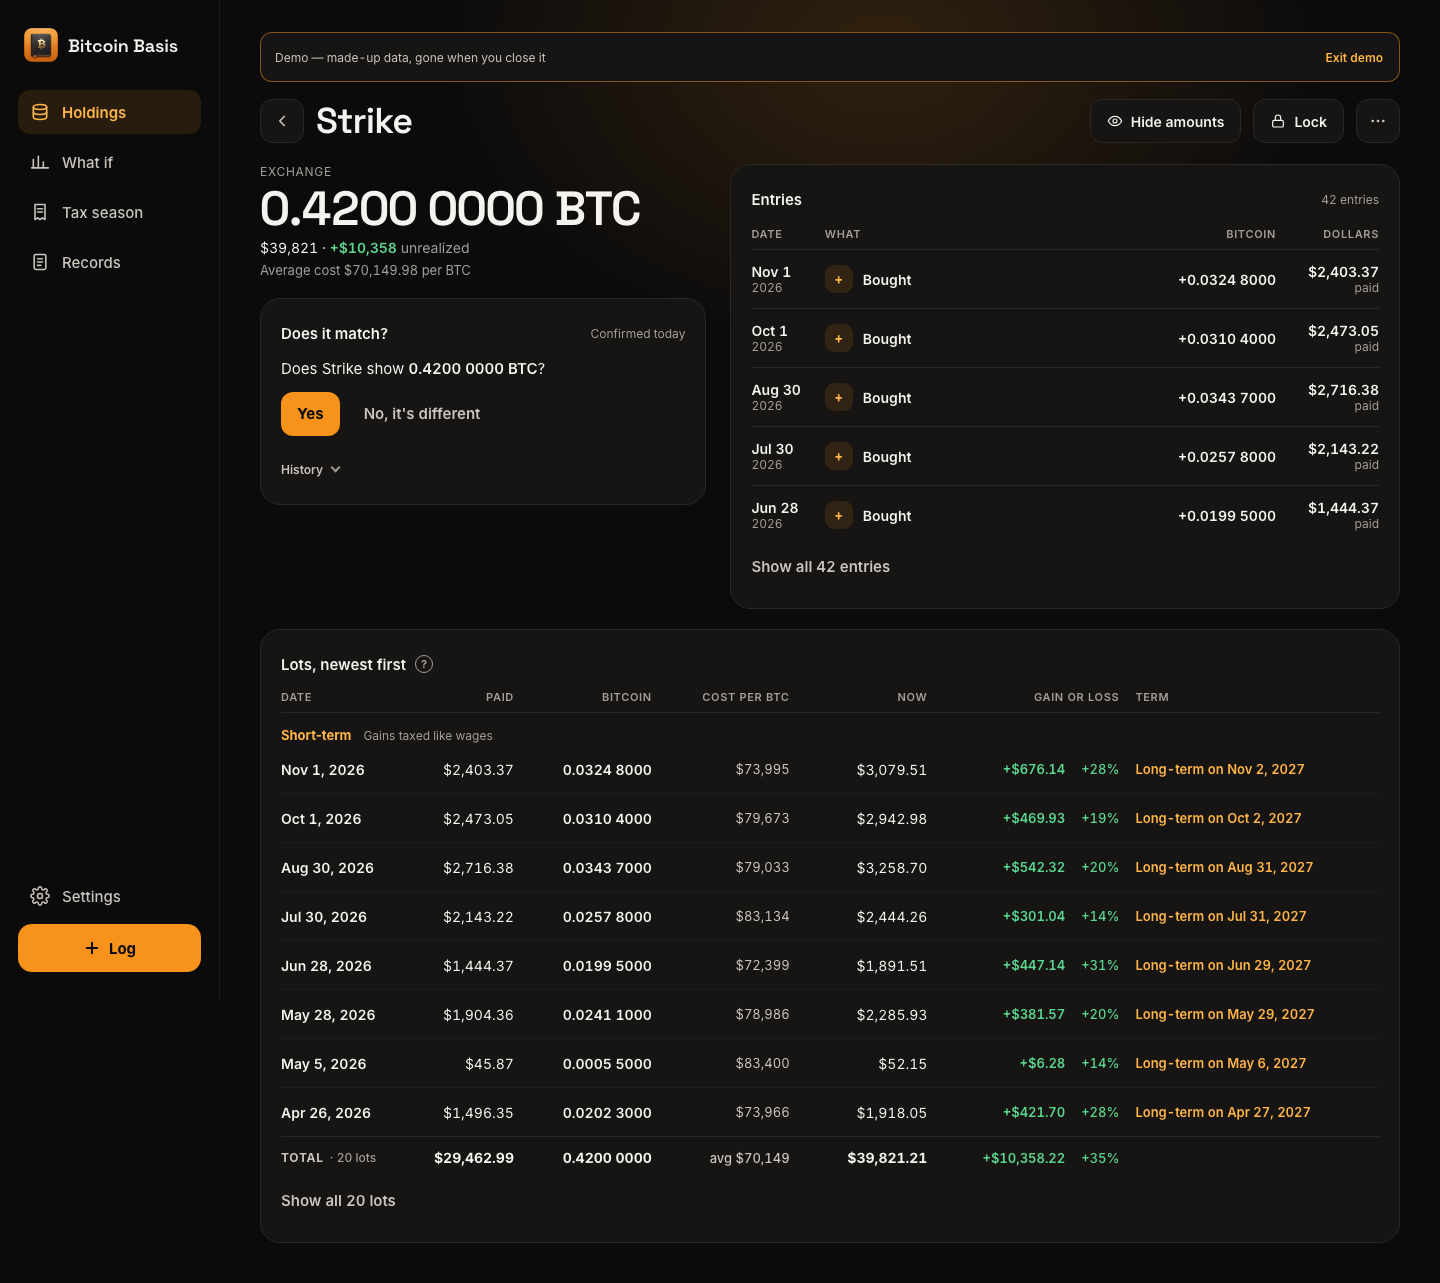 Bitcoin Basis
Holdings
What if
Tax season
Records
Settings
+ Log
Demo — made-up data, gone when you close it
Exit demo
Strike
Hide amounts
Lock
EXCHANGE
0.4200 0000 BTC
$39,821 · +$10,358 unrealized
Average cost $70,149.98 per BTC
Does it match? Confirmed today
Does Strike show 0.4200 0000 BTC?
Yes No, it's different
History
Entries 42 entries
DATE WHAT BITCOIN DOLLARS
Nov 1 + Bought +0.0324 8000 $2,403.37
2026 paid
Oct 1 + Bought +0.0310 4000 $2,473.05
2026 paid
Aug 30 + Bought +0.0343 7000 $2,716.38
2026 paid
Jul 30 + Bought +0.0257 8000 $2,143.22
2026 paid
Jun 28 + Bought +0.0199 5000 $1,444.37
2026 paid
Show all 42 entries
Lots, newest first ?
DATE PAID BITCOIN COST PER BTC NOW GAIN OR LOSS TERM
Short-term Gains taxed like wages
Nov 1, 2026 $2,403.37 0.0324 8000 $73,995 $3,079.51 +$676.14 +28% Long-term on Nov 2, 2027
Oct 1, 2026 $2,473.05 0.0310 4000 $79,673 $2,942.98 +$469.93 +19% Long-term on Oct 2, 2027
Aug 30, 2026 $2,716.38 0.0343 7000 $79,033 $3,258.70 +$542.32 +20% Long-term on Aug 31, 2027
Jul 30, 2026 $2,143.22 0.0257 8000 $83,134 $2,444.26 +$301.04 +14% Long-term on Jul 31, 2027
Jun 28, 2026 $1,444.37 0.0199 5000 $72,399 $1,891.51 +$447.14 +31% Long-term on Jun 29, 2027
May 28, 2026 $1,904.36 0.0241 1000 $78,986 $2,285.93 +$381.57 +20% Long-term on May 29, 2027
May 5, 2026 $45.87 0.0005 5000 $83,400 $52.15 +$6.28 +14% Long-term on May 6, 2027
Apr 26, 2026 $1,496.35 0.0202 3000 $73,966 $1,918.05 +$421.70 +28% Long-term on Apr 27, 2027
TOTAL · 20 lots $29,462.99 0.4200 0000 avg $70,149 $39,821.21 +$10,358.22 +35%
Show all 20 lots